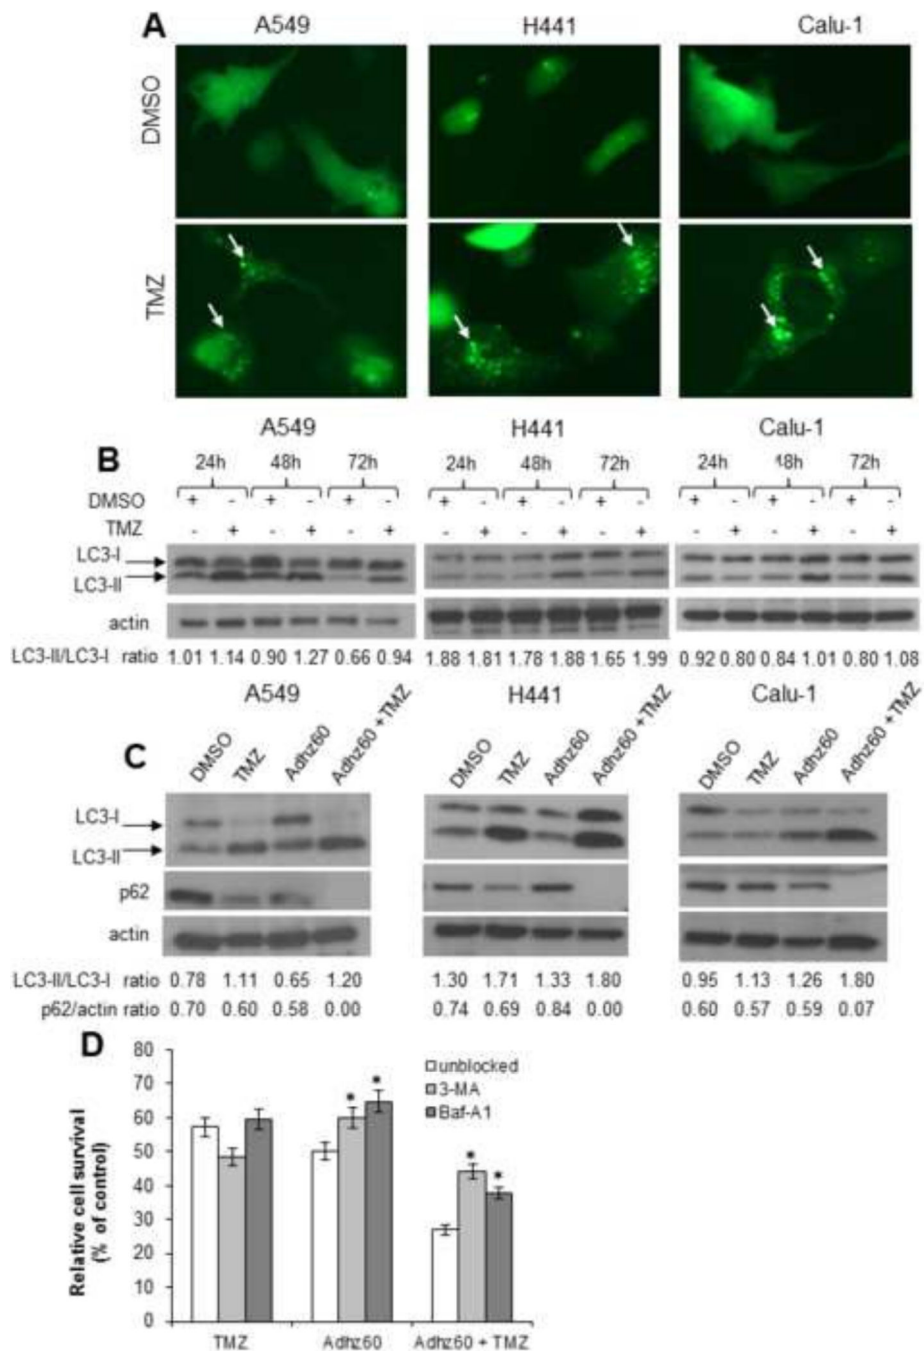 A A549 H441 Calu-1
DMSO
TMZ
A549 H441 Calu-1
B 24h 48h 72h 24h 48h 72h 24h 48h 72h
DMSO + - + - + - + - + - + - + - + - + -
TMZ - + - + - + - + - + - + - + - + - +
LC3-I
LC3-II
actin
LC3-II/LC3-I ratio 1.01 1.14 0.90 1.27 0.66 0.94 1.88 1.81 1.78 1.88 1.65 1.99 0.92 0.80 0.84 1.01 0.80 1.08
A549 H441 Calu-1
C DMSO TMZ Adhz60 Adhz60 +TMZ DMSO TMZ Adhz60 Adhz60 +TMZ DMSO TMZ Adhz60 Adhz60 +TMZ
LC3-I
LC3-II
p62
actin
LC3-II/LC3-I ratio 0.78 1.11 0.65 1.20 1.30 1.71 1.33 1.80 0.95 1.13 1.26 1.80
p62/actin ratio 0.70 0.60 0.58 0.00 0.74 0.69 0.84 0.00 0.60 0.57 0.59 0.07
D
Relative cell survival
(% of control)
80
70
60
50
40
30
20
10
0
unblocked
3-MA
Baf-A1
* *
* *
TMZ Adhz60 Adhz60 + TMZ